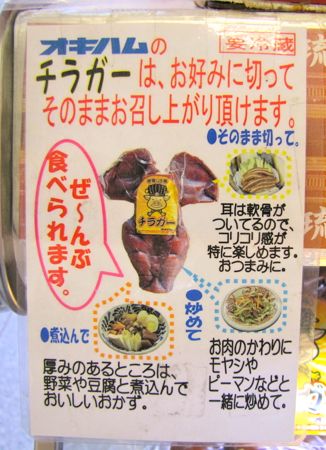 オキハムの
要冷蔵
チラガーは、お好みに切って
そのままお召し上がり頂けます。
●そのまま切って。
ぜ〜んぶ
食べられます。
チラガー
耳は軟骨が
ついてるので、
コリコリ感が
特に楽しめます。
おつまみに。
●炒めて
●煮込んで
お肉のかわりに
モヤシや
ピーマンなどと
一緒に炒めて。
厚みのあるところは、
野菜や豆腐と煮込んで
おいしいおかず。
琉
琉